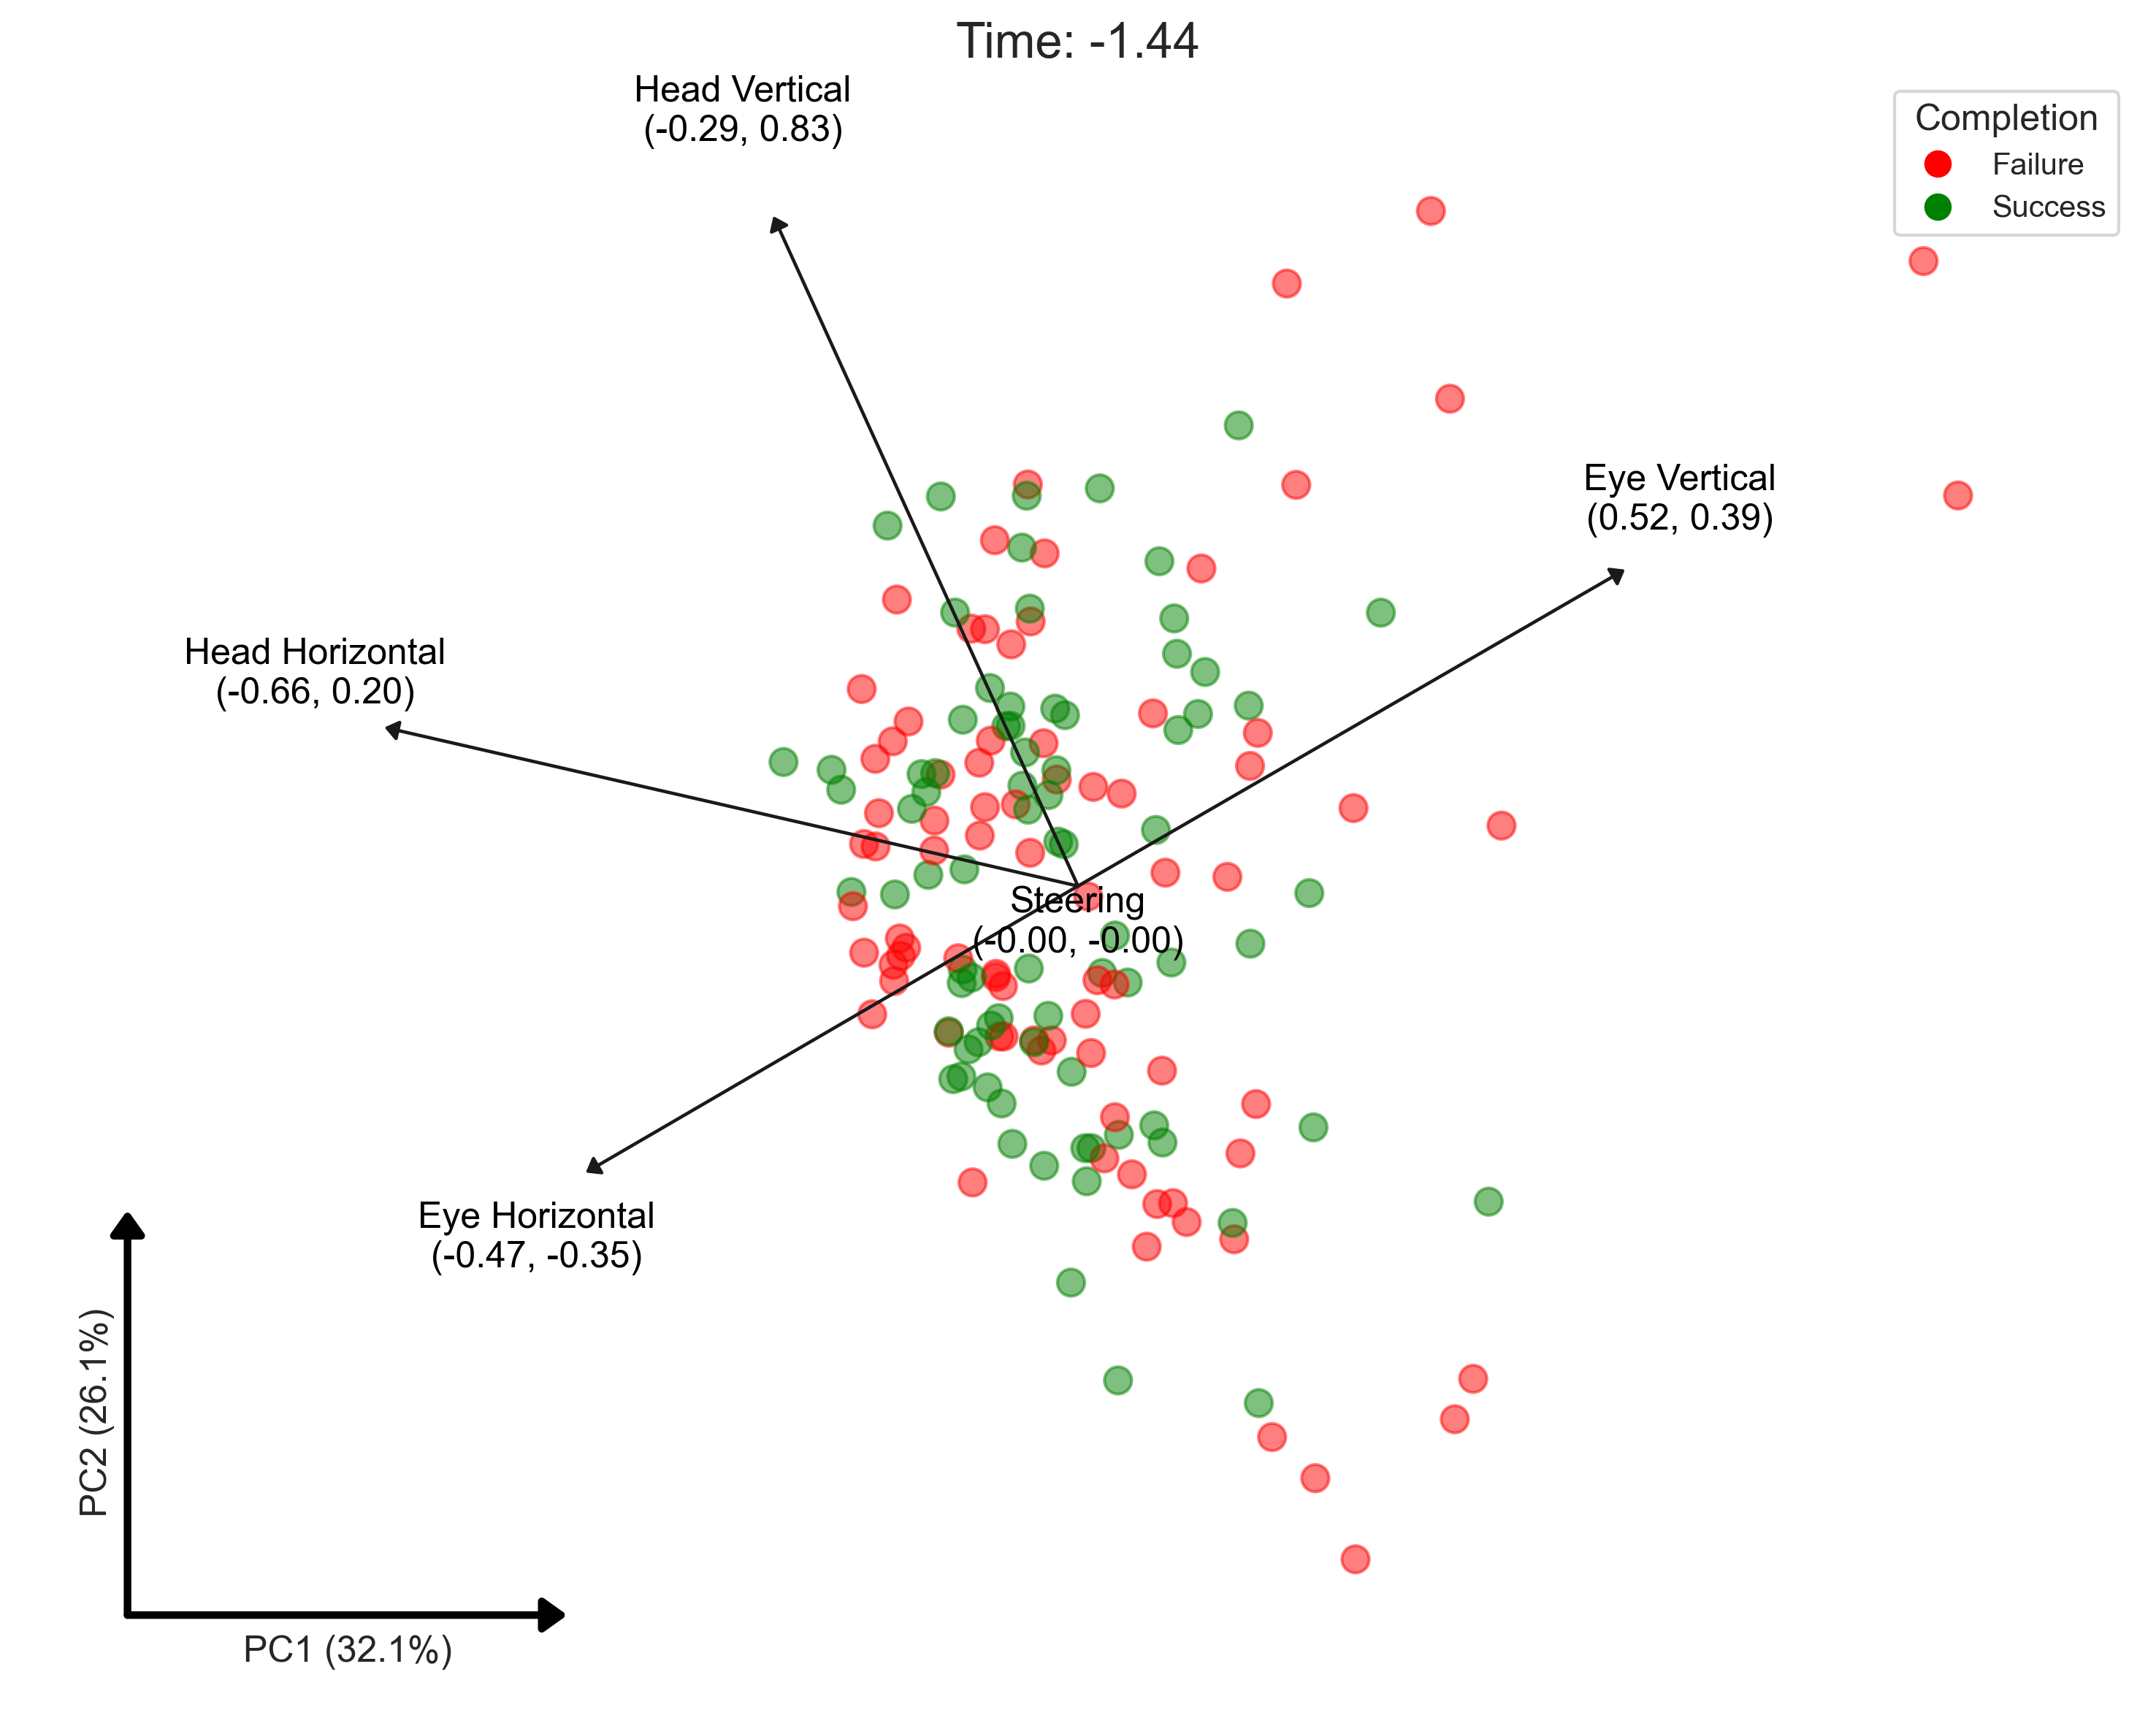 Time: -1.44
Head Vertical
(-0.29, 0.83)
Completion
Failure
Success
Eye Vertical
(0.52, 0.39)
Head Horizontal
(-0.66, 0.20)
Steering
(-0.00, -0.00)
Eye Horizontal
(-0.47, -0.35)
PC2 (26.1%)
PC1 (32.1%)